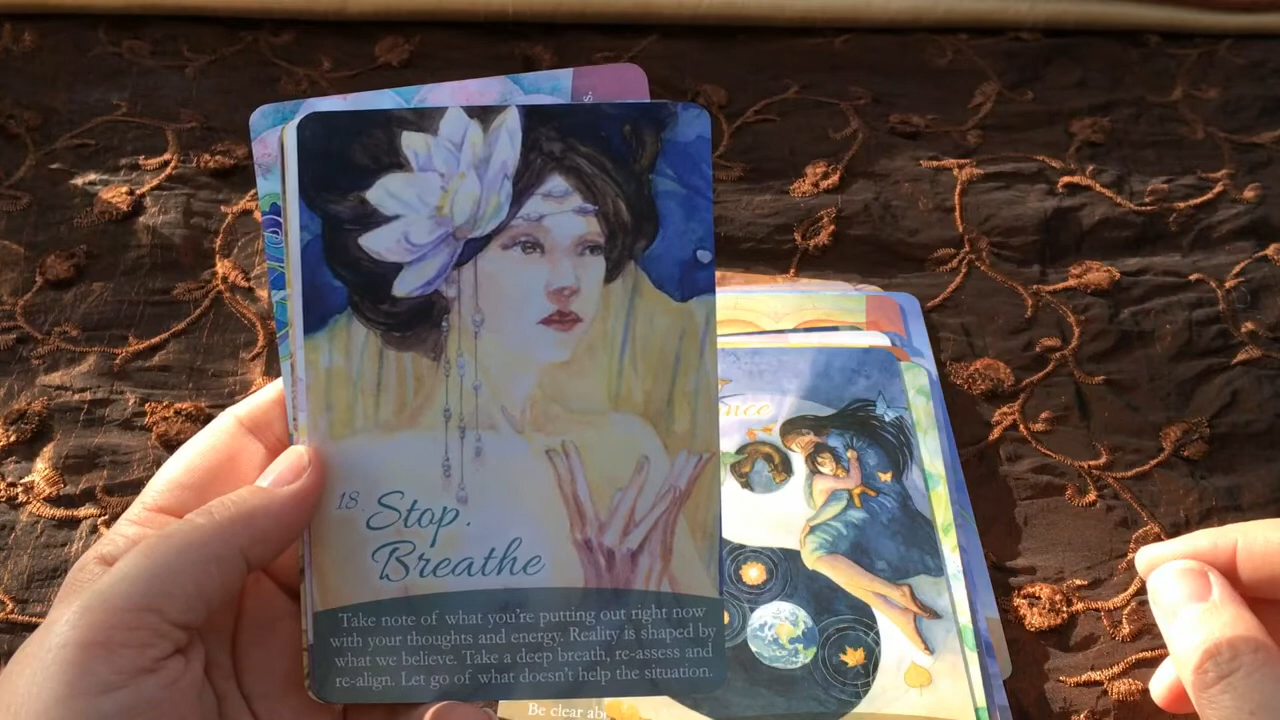 s.
18. Stop.
Breathe
Take note of what you're putting out right now
with your thoughts and energy. Reality is shaped by
what we believe. Take a deep breath, re-assess and
re-align. Let go of what doesn't help the situation.
nce
Be clear ab